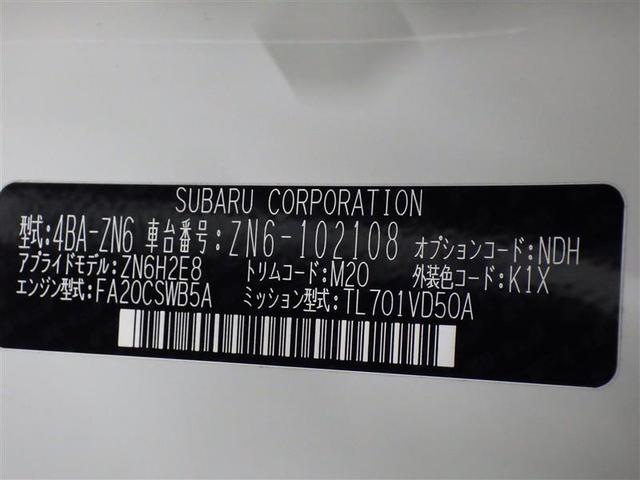 SUBARU CORPORATION
型式:4BA-ZN6 車台番号:ZN6-102108 オプションコード:NDH
アプライドモデル:ZN6H2E8 トリムコード:M20 外装色コード:K1X
エンジン型式:FA20CSWB5A ミッション型式:TL701VD50A